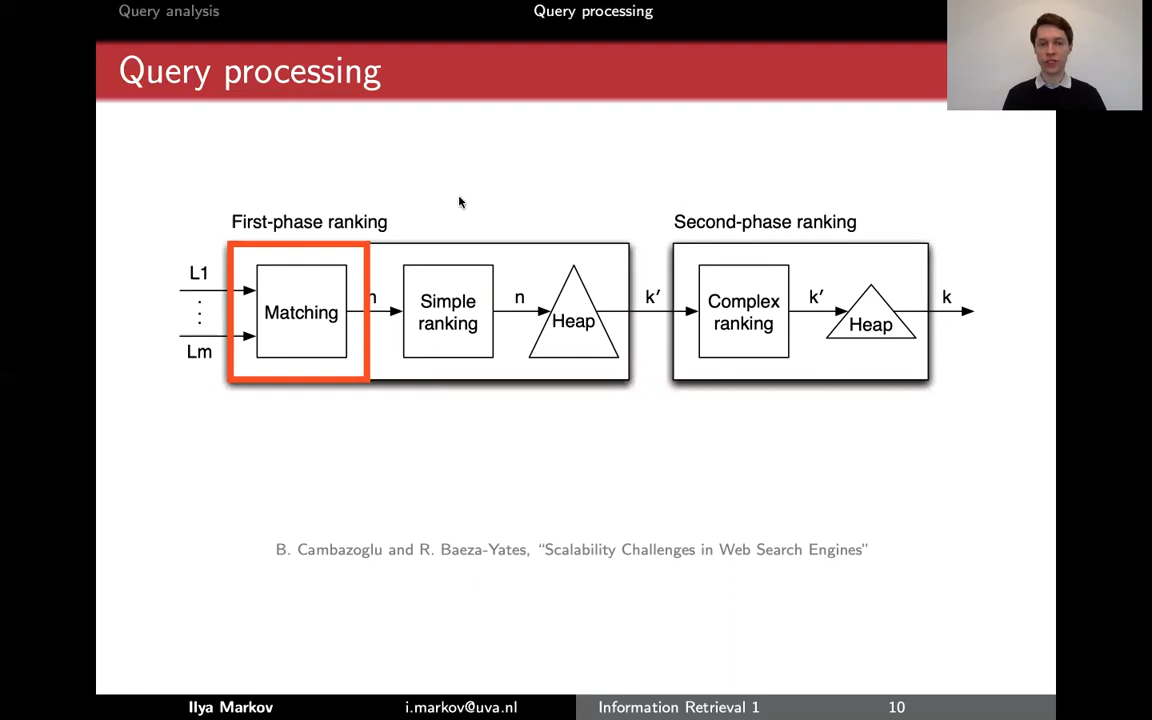 Query analysis
Query processing
Query processing
First-phase ranking
Second-phase ranking
L1
Lm
Matching
n
Simple
ranking
n
Heap
k′
Complex
ranking
k′
Heap
k
B. Cambazoglu and R. Baeza-Yates, “Scalability Challenges in Web Search Engines”
Ilya Markov
i.markov@uva.nl
Information Retrieval 1
10